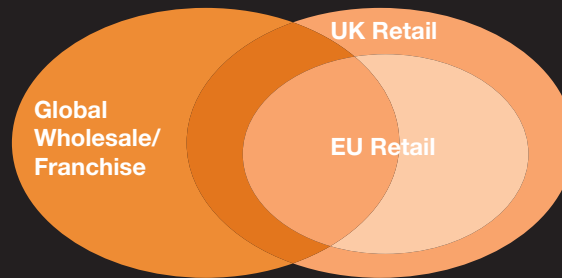 UK Retail
Global
Wholesale/
Franchise
EU Retail